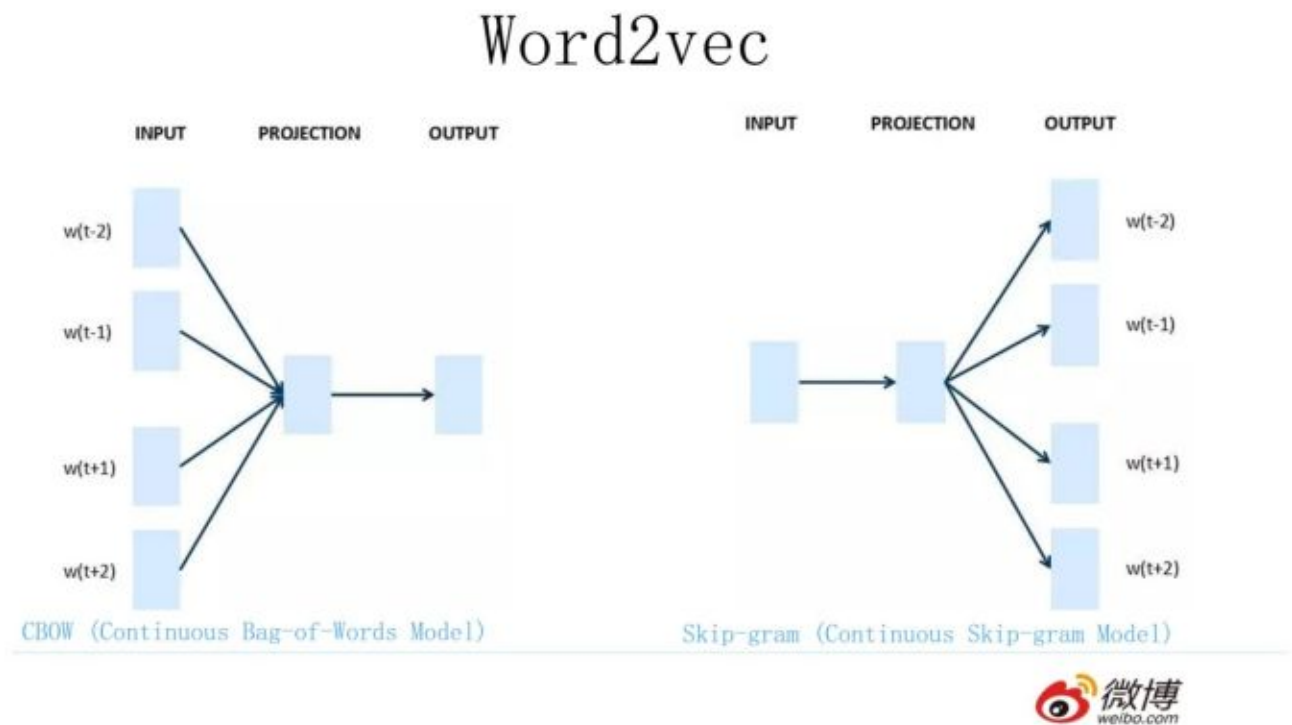 Word2vec
INPUT PROJECTION OUTPUT
w(t-2)
w(t-1)
w(t+1)
w(t+2)
CBOW (Continuous Bag-of-Words Model)
INPUT PROJECTION OUTPUT
w(t-2)
w(t-1)
w(t+1)
w(t+2)
Skip-gram (Continuous Skip-gram Model)
微博
weibo.com